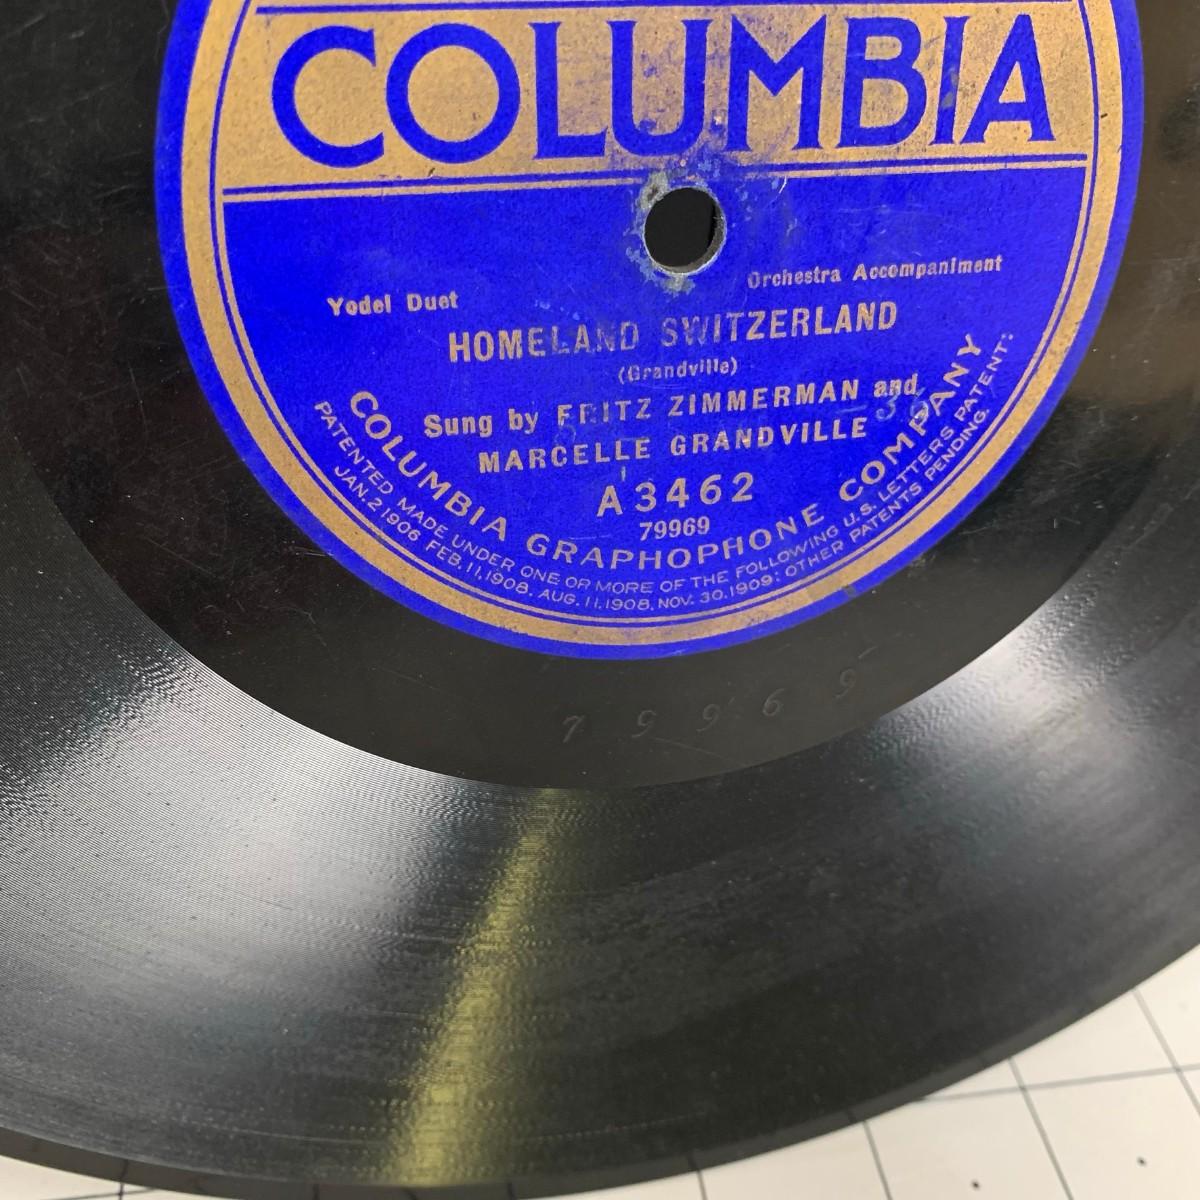 COLUMBIA
Yodel Duet
Orchestra Accompaniment
HOMELAND SWITZERLAND
(Grandville)
Sung by FRITZ ZIMMERMAN and
MARCELLE GRANDVILLE
A3462
79969
COLUMBIA GRAPHOPHONE COMPANY
PATENTED MADE UNDER ONE OR MORE OF THE FOLLOWING U.S. LETTERS PATENT:
JAN. 21906 FEB. 11,1908. AUG. 11.1908. NOV. 30.1909: OTHER PATENTS PENDING.
79969